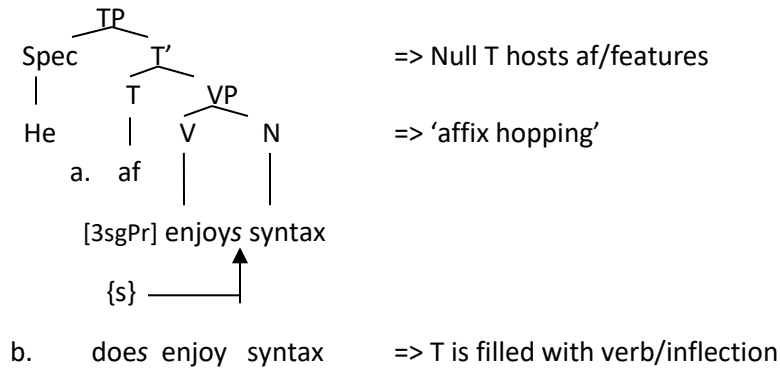 TP
Spec T’ => Null T hosts af/features
T VP
He V N => ‘affix hopping’
a. af
[3sgPr] enjoys syntax
{s}
b. does enjoy syntax => T is filled with verb/inflection